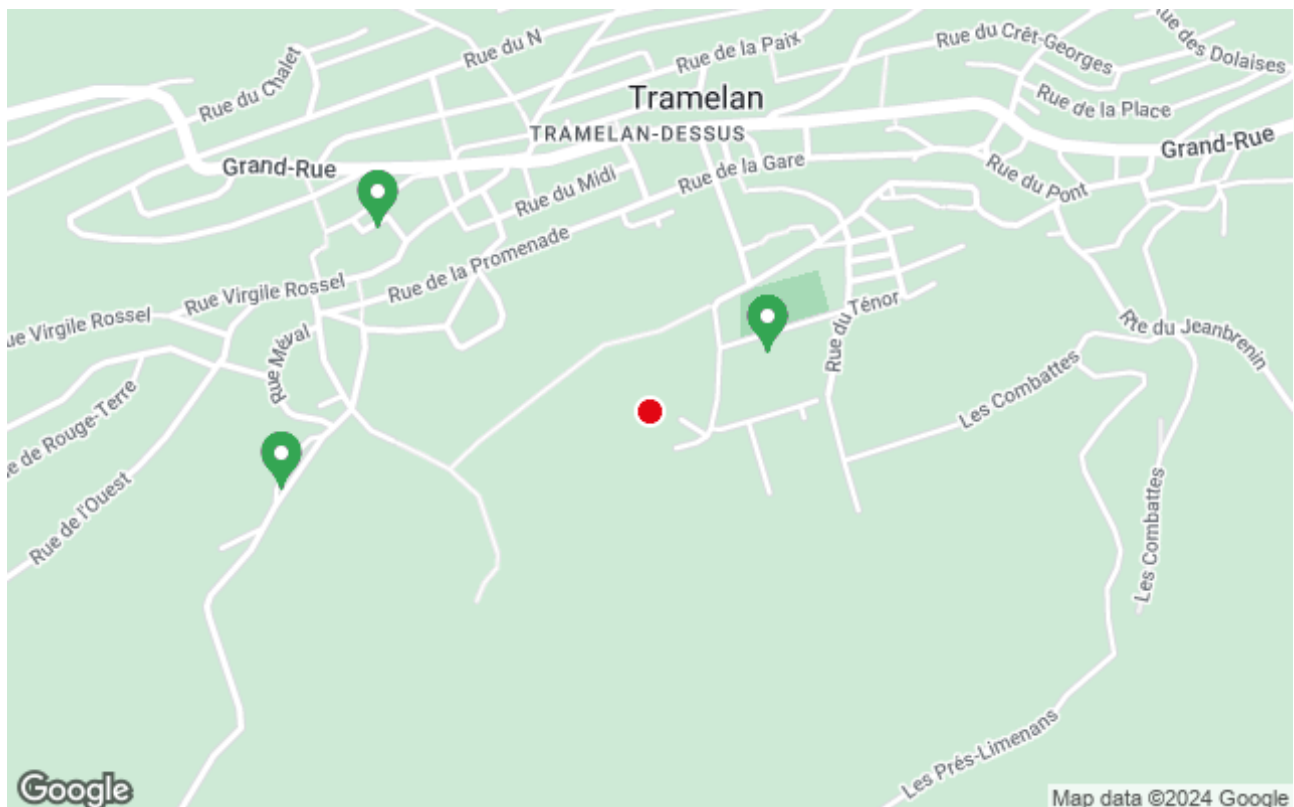 Rue du N
Rue de la Paix
Rue du Crêt-Georges
Rue des Dolaises
Rue du Chalet
Tramelan
Rue de la Place
TRAMELAN-DESSUS
Grand-Rue
Grand-Rue
Rue de la Gare
Rue du Midi
Rue du Pont
Rue de la Promenade
Rue Virgile Rossel
ue Virgile Rossel
Rue du Ténor
Rte du Jeanbrenin
Rue Méval
Les Combattes
e de Rouge-Terre
Rue de l'Ouest
Les Combattes
Les Prés-Limenans
Google
Map data ©2024 Google